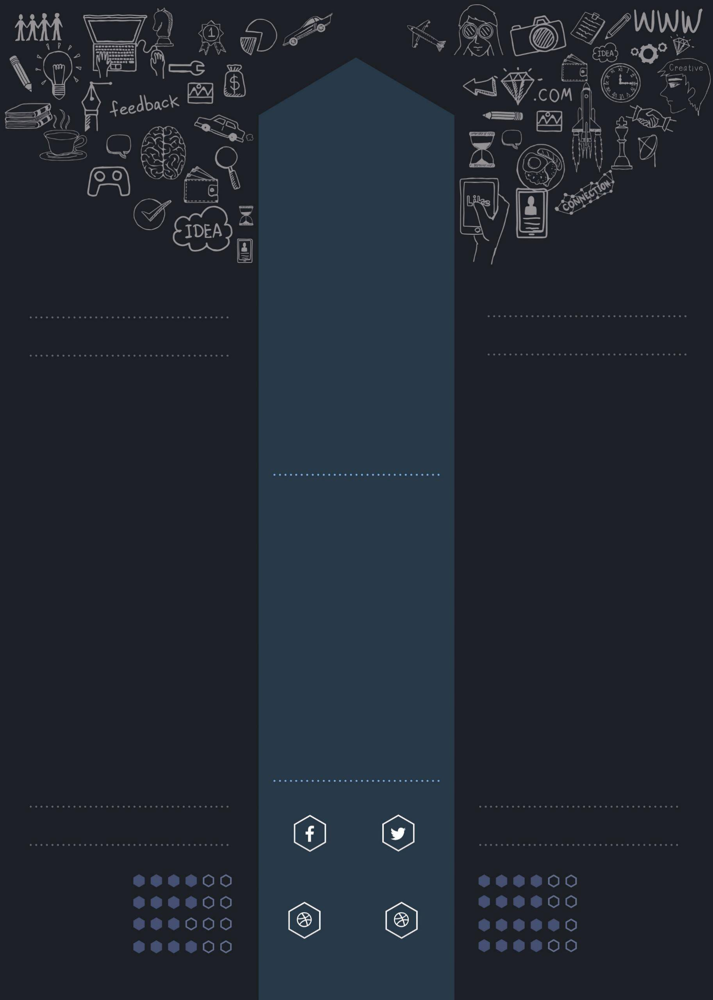 WWW
1
IDEA
Creative
$
feedback
.COM
Like
CONNECTION
IDEA